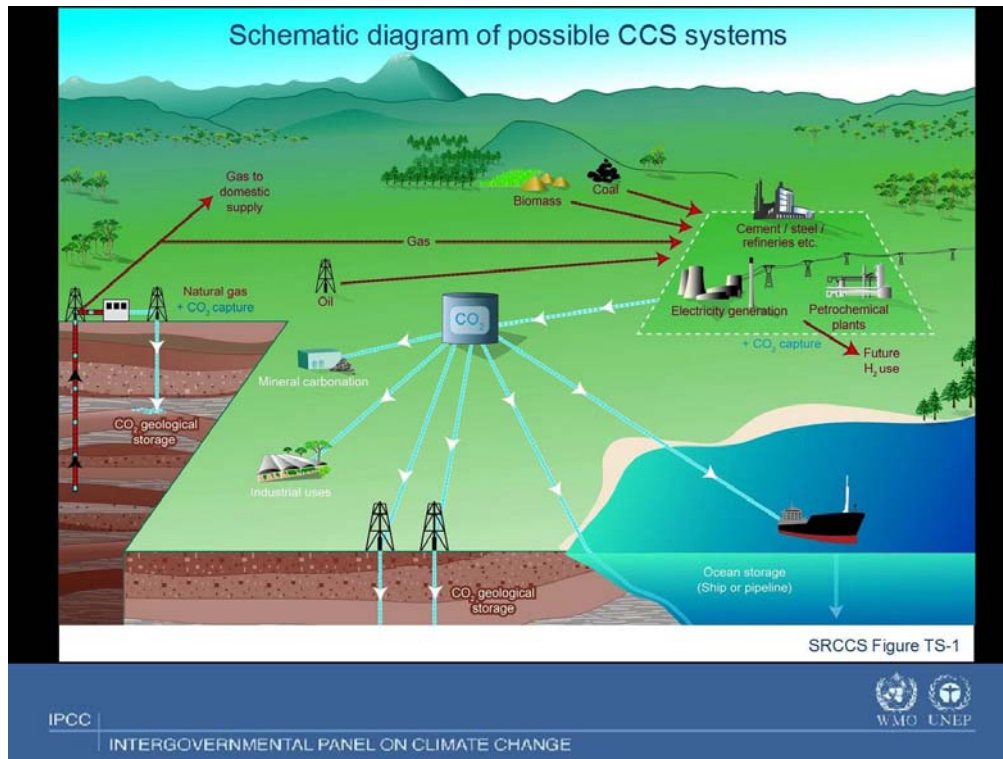 Schematic diagram of possible CCS systems
Gas to
domestic
supply
Biomass
Coal
Gas
Cement / steel /
refineries etc.
Oil
Natural gas
+ CO₂ capture
Electricity generation
Petrochemical
plants
+ CO₂ capture
Future
H₂ use
CO₂
Mineral carbonation
CO₂ geological
storage
Industrial uses
CO₂ geological
storage
Ocean storage
(Ship or pipeline)
SRCCS Figure TS-1
IPCC
INTERGOVERNMENTAL PANEL ON CLIMATE CHANGE
WMO UNEP